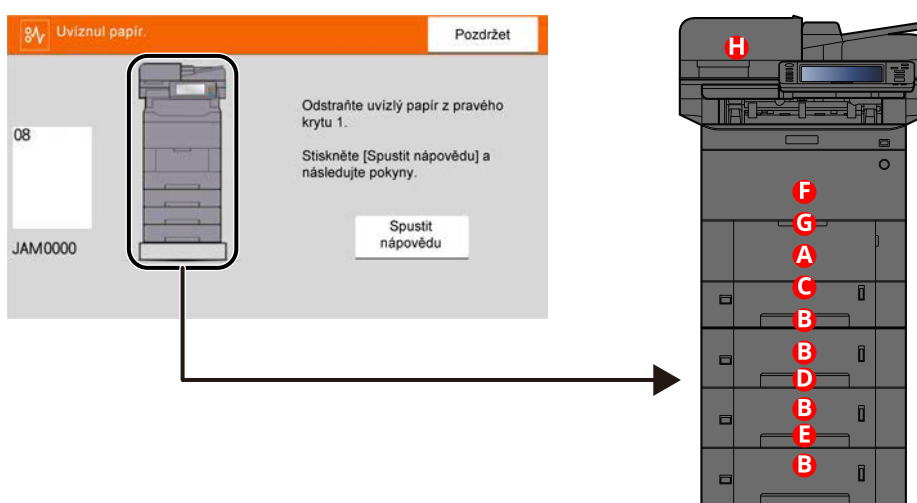 Uvíznul papír.
Pozdržet
Odstraňte uvízlý papír z pravého
krytu 1.
Stiskněte [Spustit nápovědu] a
následujte pokyny.
Spustit
nápovědu
08
JAM0000
H
F
G
A
C
B
B
D
B
E
B